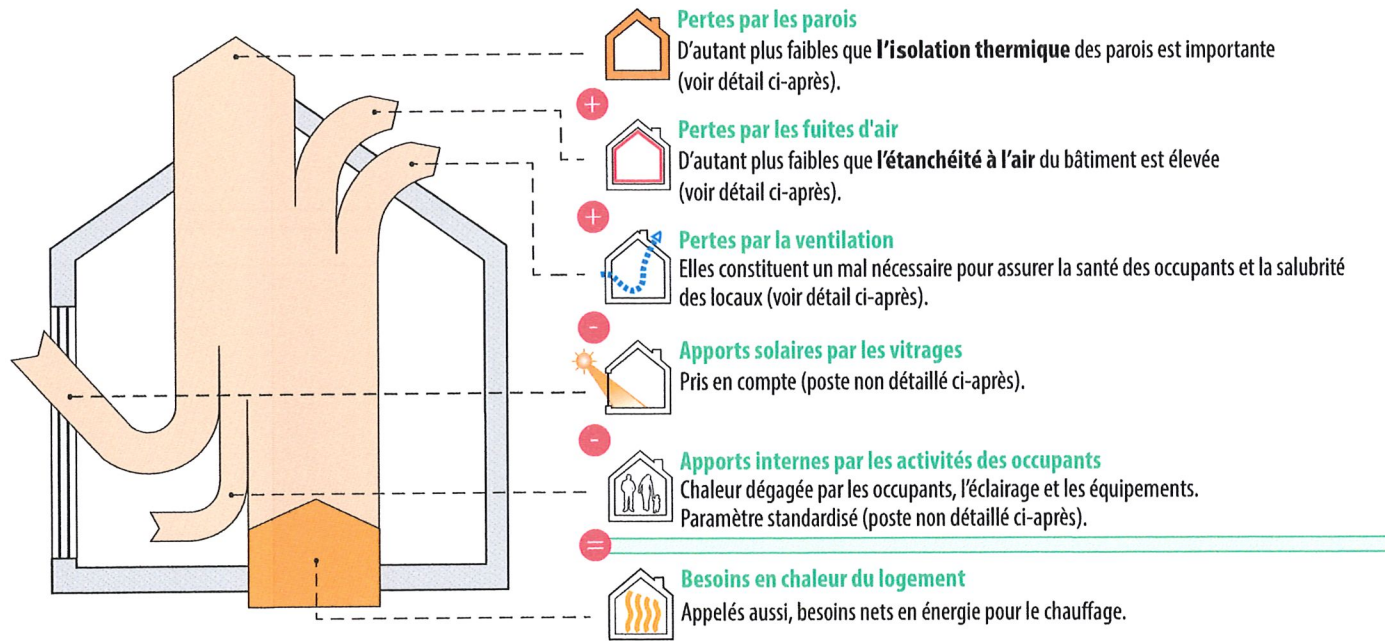 Pertes par les parois
D'autant plus faibles que l'isolation thermique des parois est importante
(voir détail ci-après).
+
Pertes par les fuites d'air
D'autant plus faibles que l'étanchéité à l'air du bâtiment est élevée
(voir détail ci-après).
+
Pertes par la ventilation
Elles constituent un mal nécessaire pour assurer la santé des occupants et la salubrité
des locaux (voir détail ci-après).
-
Apports solaires par les vitrages
Pris en compte (poste non détaillé ci-après).
-
Apports internes par les activités des occupants
Chaleur dégagée par les occupants, l'éclairage et les équipements.
Paramètre standardisé (poste non détaillé ci-après).
=
Besoins en chaleur du logement
Appelés aussi, besoins nets en énergie pour le chauffage.